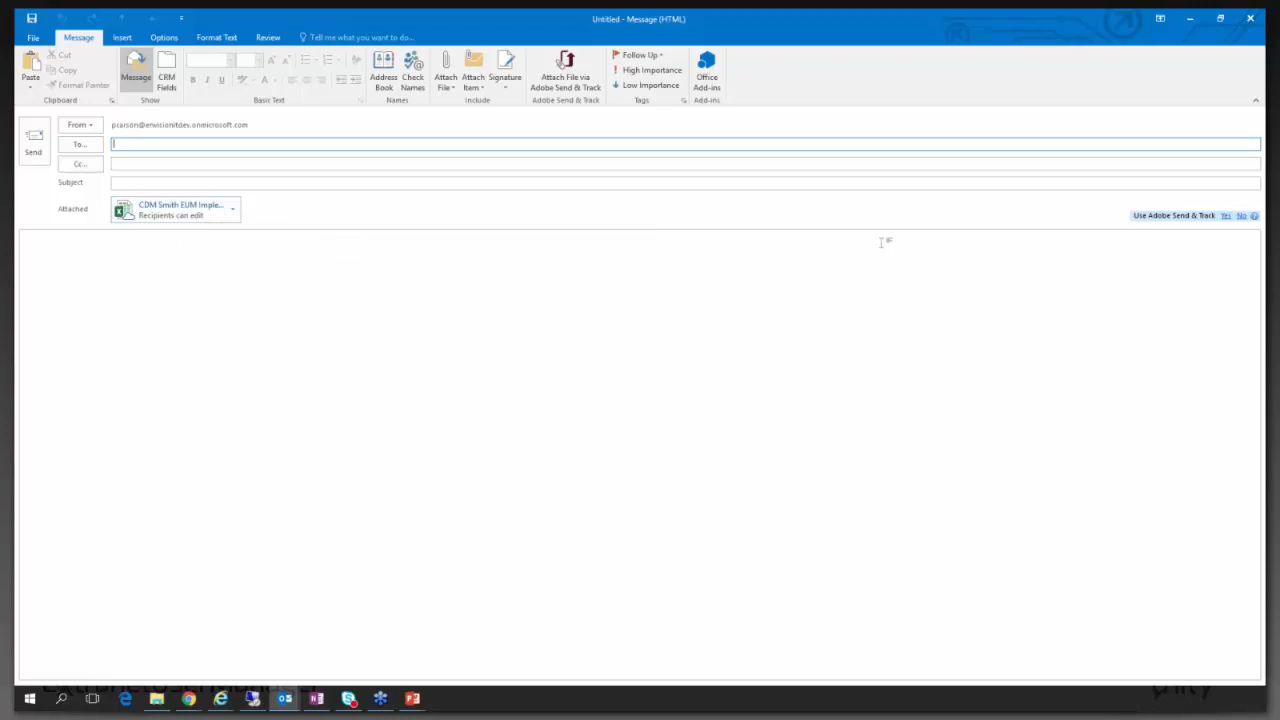 Untitled - Message (HTML)
File Message Insert Options Format Text Review Tell me what you want to do...
Paste
Cut
Copy
Format Painter
Clipboard
Message
CRM Fields
Show
Basic Text
Address Book
Check Names
Names
Attach File
Attach Item
Signature
Include
Attach File via Adobe Send & Track
Adobe Send & Track
Follow Up
High Importance
Low Importance
Tags
Office Add-ins
Add-ins
Send
From pcarson@envisionitdev.onmicrosoft.com
To...
Cc...
Subject
Attached CDM Smith EUM Imple...
Recipients can edit
Use Adobe Send & Track Yes No